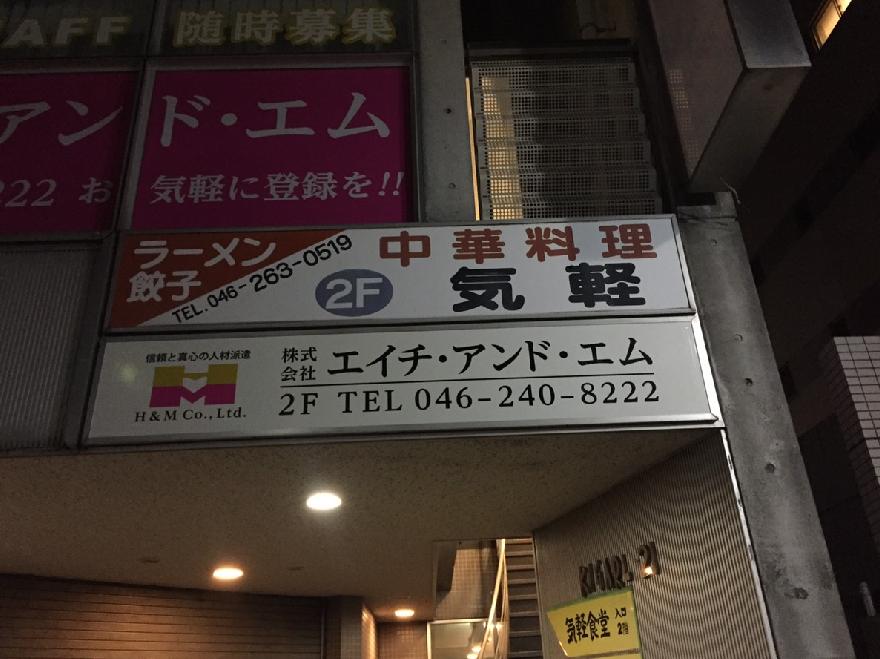 AFF 随時募集
アンド・エム
222 お気軽に登録を!!
ラーメン
餃子
TEL.046-263-0519
中華料理
2F 気軽
信頼と真心の人材派遣
H&M Co., Ltd.
株式会社 エイチ・アンド・エム
2F TEL 046-240-8222
気軽食堂 入口
2階